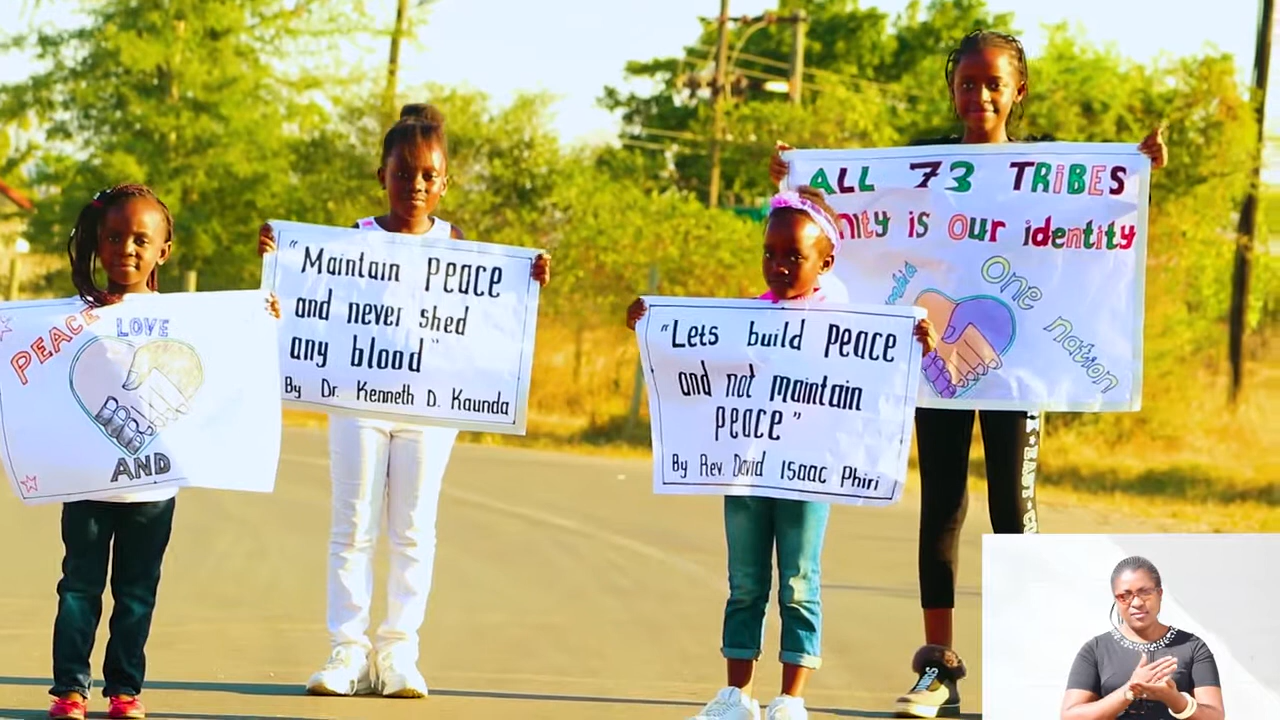 PEACE
LOVE
AND
"Maintain Peace
and never shed
any blood"
By Dr. Kenneth D. Kaunda
"Lets build Peace
and not maintain
peace"
By Rev. David Isaac Phiri
ALL 73 TRiBES
is Our identity
One
nation